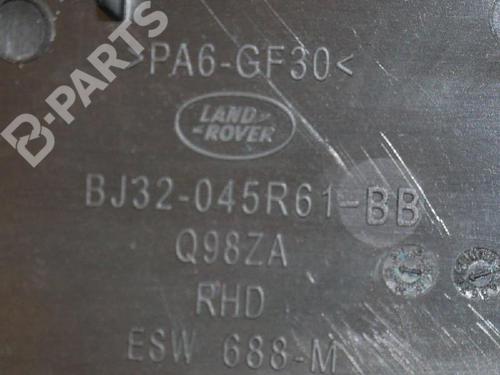 >PA6-GF30<
LAND
ROVER
BJ32-045R61-BB
Q98ZA
RHD
ESW 688-M
B-PARTS